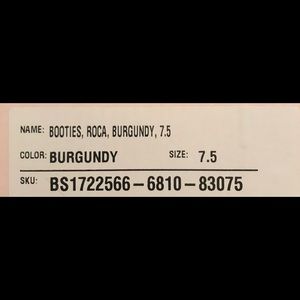 NAME: BOOTIES, ROCA, BURGUNDY, 7.5
COLOR: BURGUNDY SIZE: 7.5
SKU: BS1722566-6810-83075